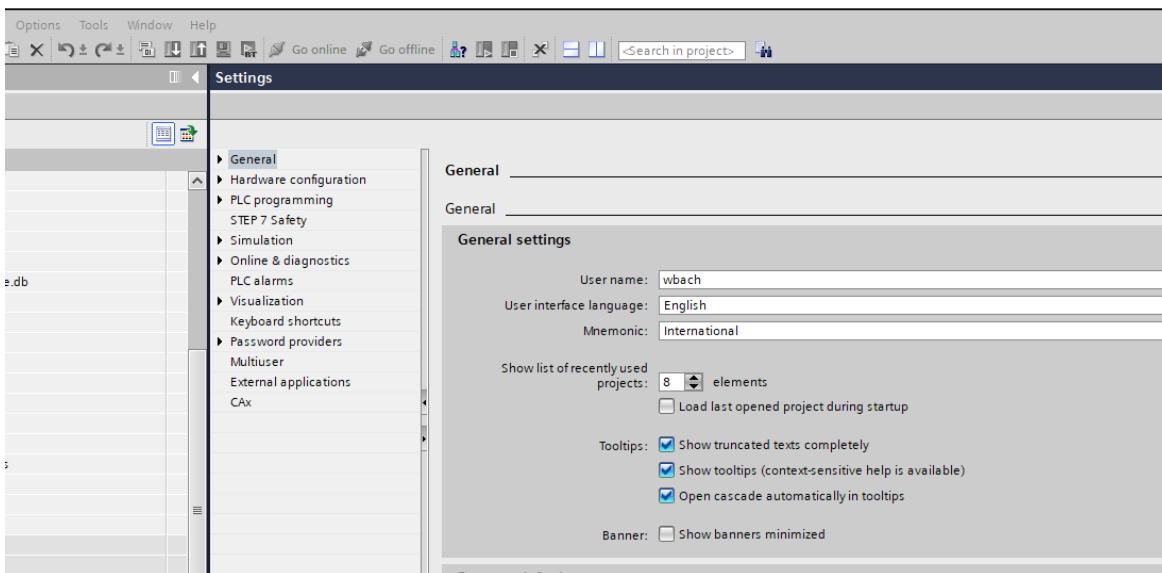 Options Tools Window Help
Go online Go offline <Search in project>
Settings
General
Hardware configuration
PLC programming
STEP 7 Safety
Simulation
Online & diagnostics
PLC alarms
Visualization
Keyboard shortcuts
Password providers
Multiuser
External applications
CAx
e.db
s
General
General
General settings
User name: wbach
User interface language: English
Mnemonic: International
Show list of recently used
projects: 8 elements
Load last opened project during startup
Tooltips: Show truncated texts completely
Show tooltips (context-sensitive help is available)
Open cascade automatically in tooltips
Banner: Show banners minimized